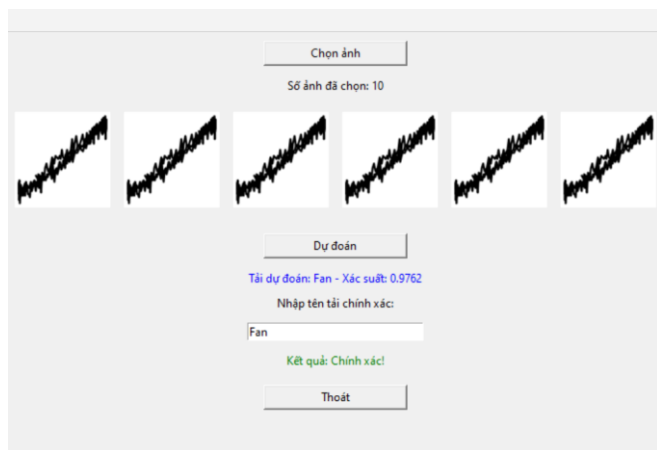 Chọn ảnh
Số ảnh đã chọn: 10
Dự đoán
Tải dự đoán: Fan - Xác suất: 0.9762
Nhập tên tải chính xác:
Fan
Kết quả: Chính xác!
Thoát